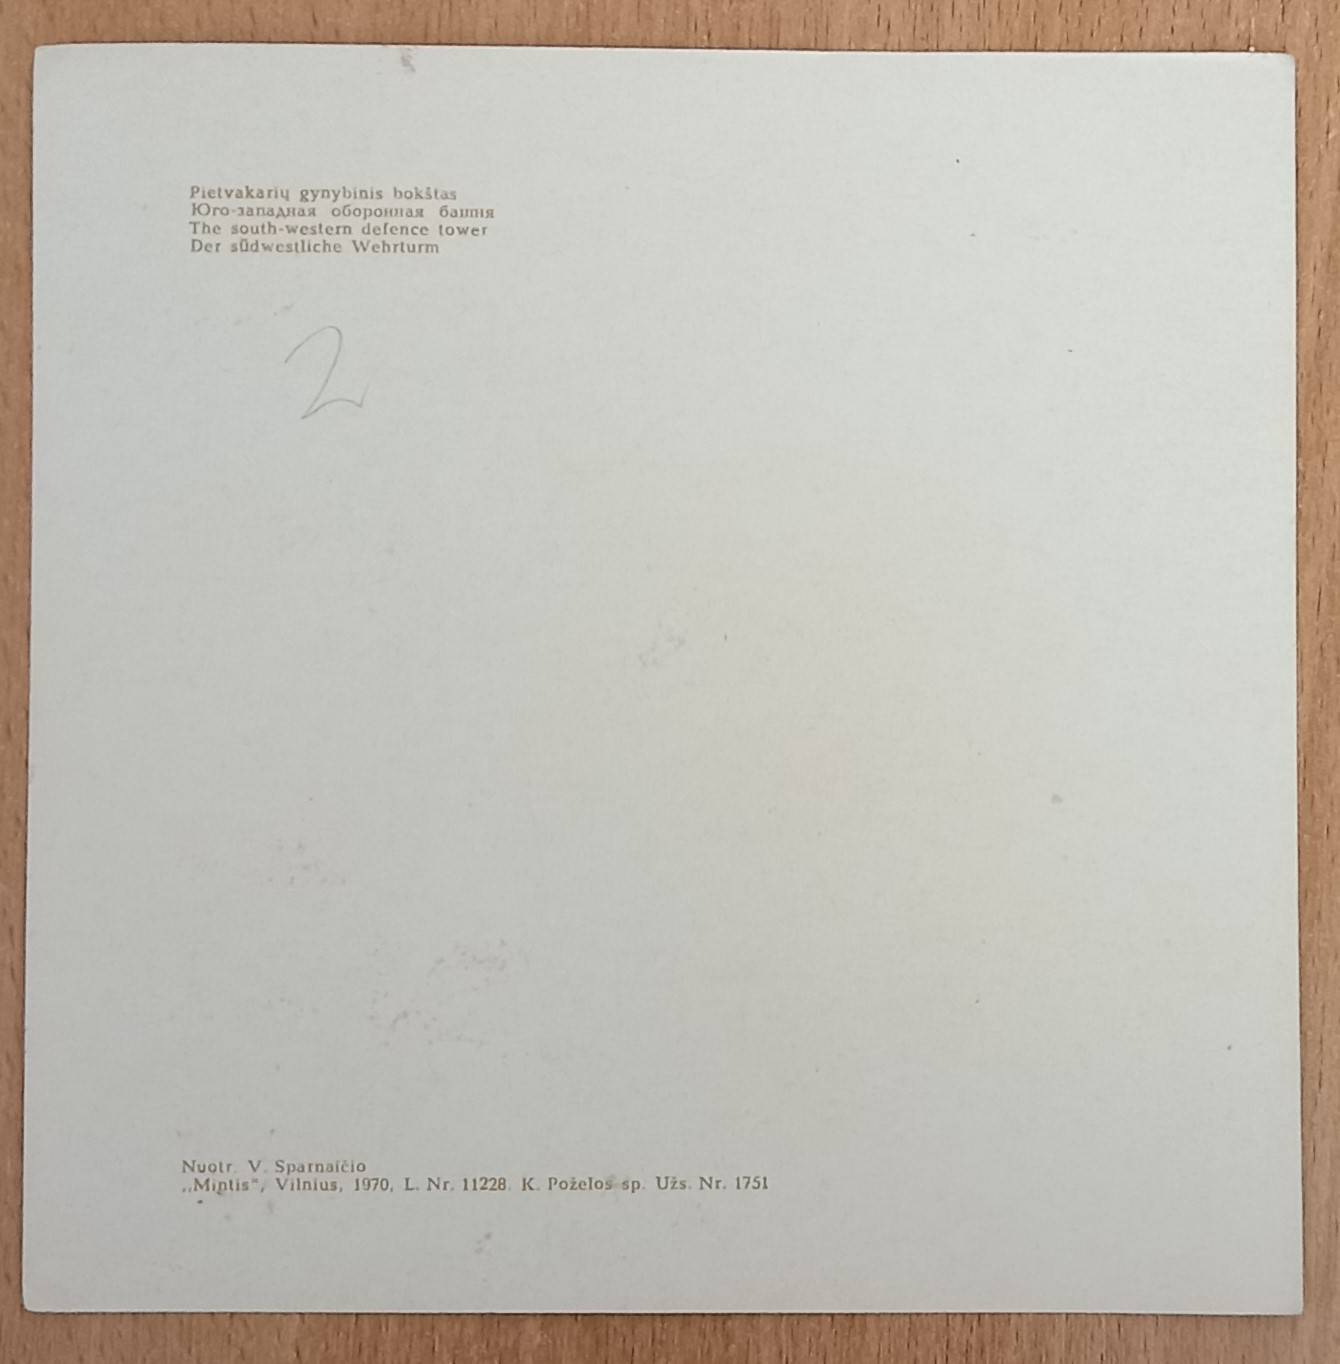 Pietvakarių gynybinis bokštas
Юго-западная оборонная башня
The south-western defence tower
Der südwestliche Wehrturm
2
Nuotr. V. Sparnaičio
„Mintis“, Vilnius, 1970, L. Nr. 11228. K. Poželos sp. Užs. Nr. 1751